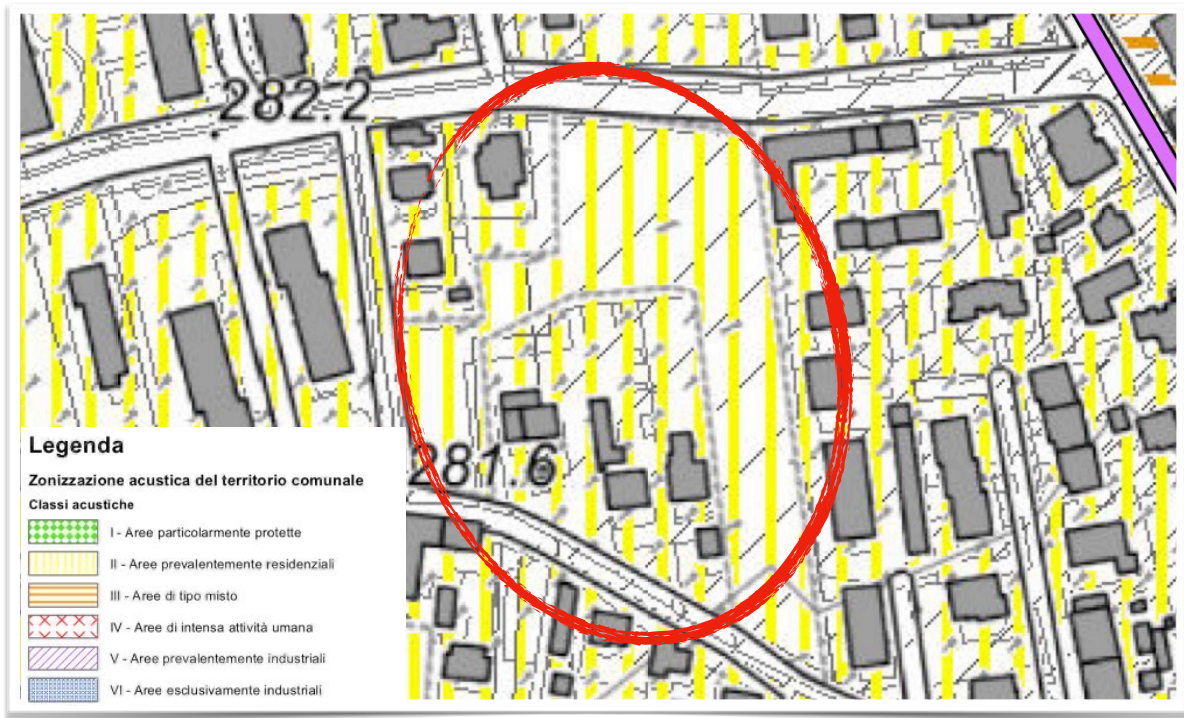 282.2
281.6
Legenda
Zonizzazione acustica del territorio comunale
Classi acustiche
I - Aree particolarmente protette
II - Aree prevalentemente residenziali
III - Aree di tipo misto
IV - Aree di intensa attività umana
V - Aree prevalentemente industriali
VI - Aree esclusivamente industriali